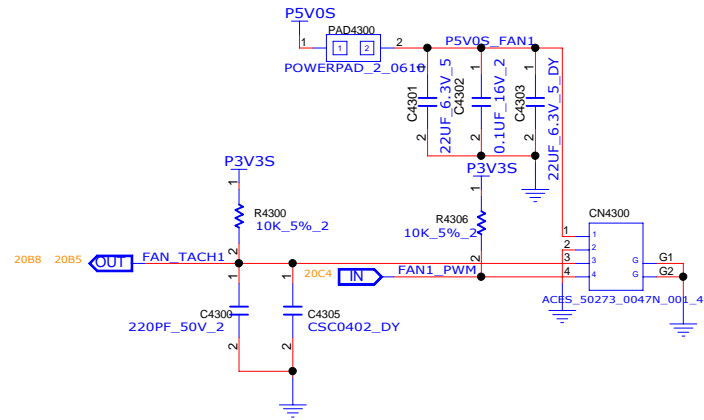 P5V0S
PAD4300
1
1
2
2
P5V0S_FAN1
POWERPAD_2_0610
1
1
1
C4301
22UF_6.3V_5
C4302
0.1UF_16V_2
C4303
22UF_6.3V_5_DY
2
2
2
P3V3S
P3V3S
1
1
R4300
10K_5%_2
R4306
10K_5%_2
2
2
CN4300
1
1
2
2
3
3
4
4
G
G1
G
G2
ACES_50273_0047N_001_4
20B8
20B5
OUT
FAN_TACH1
20C4
IN
FAN1_PWM
1
1
C4300
220PF_50V_2
C4305
CSC0402_DY
2
2